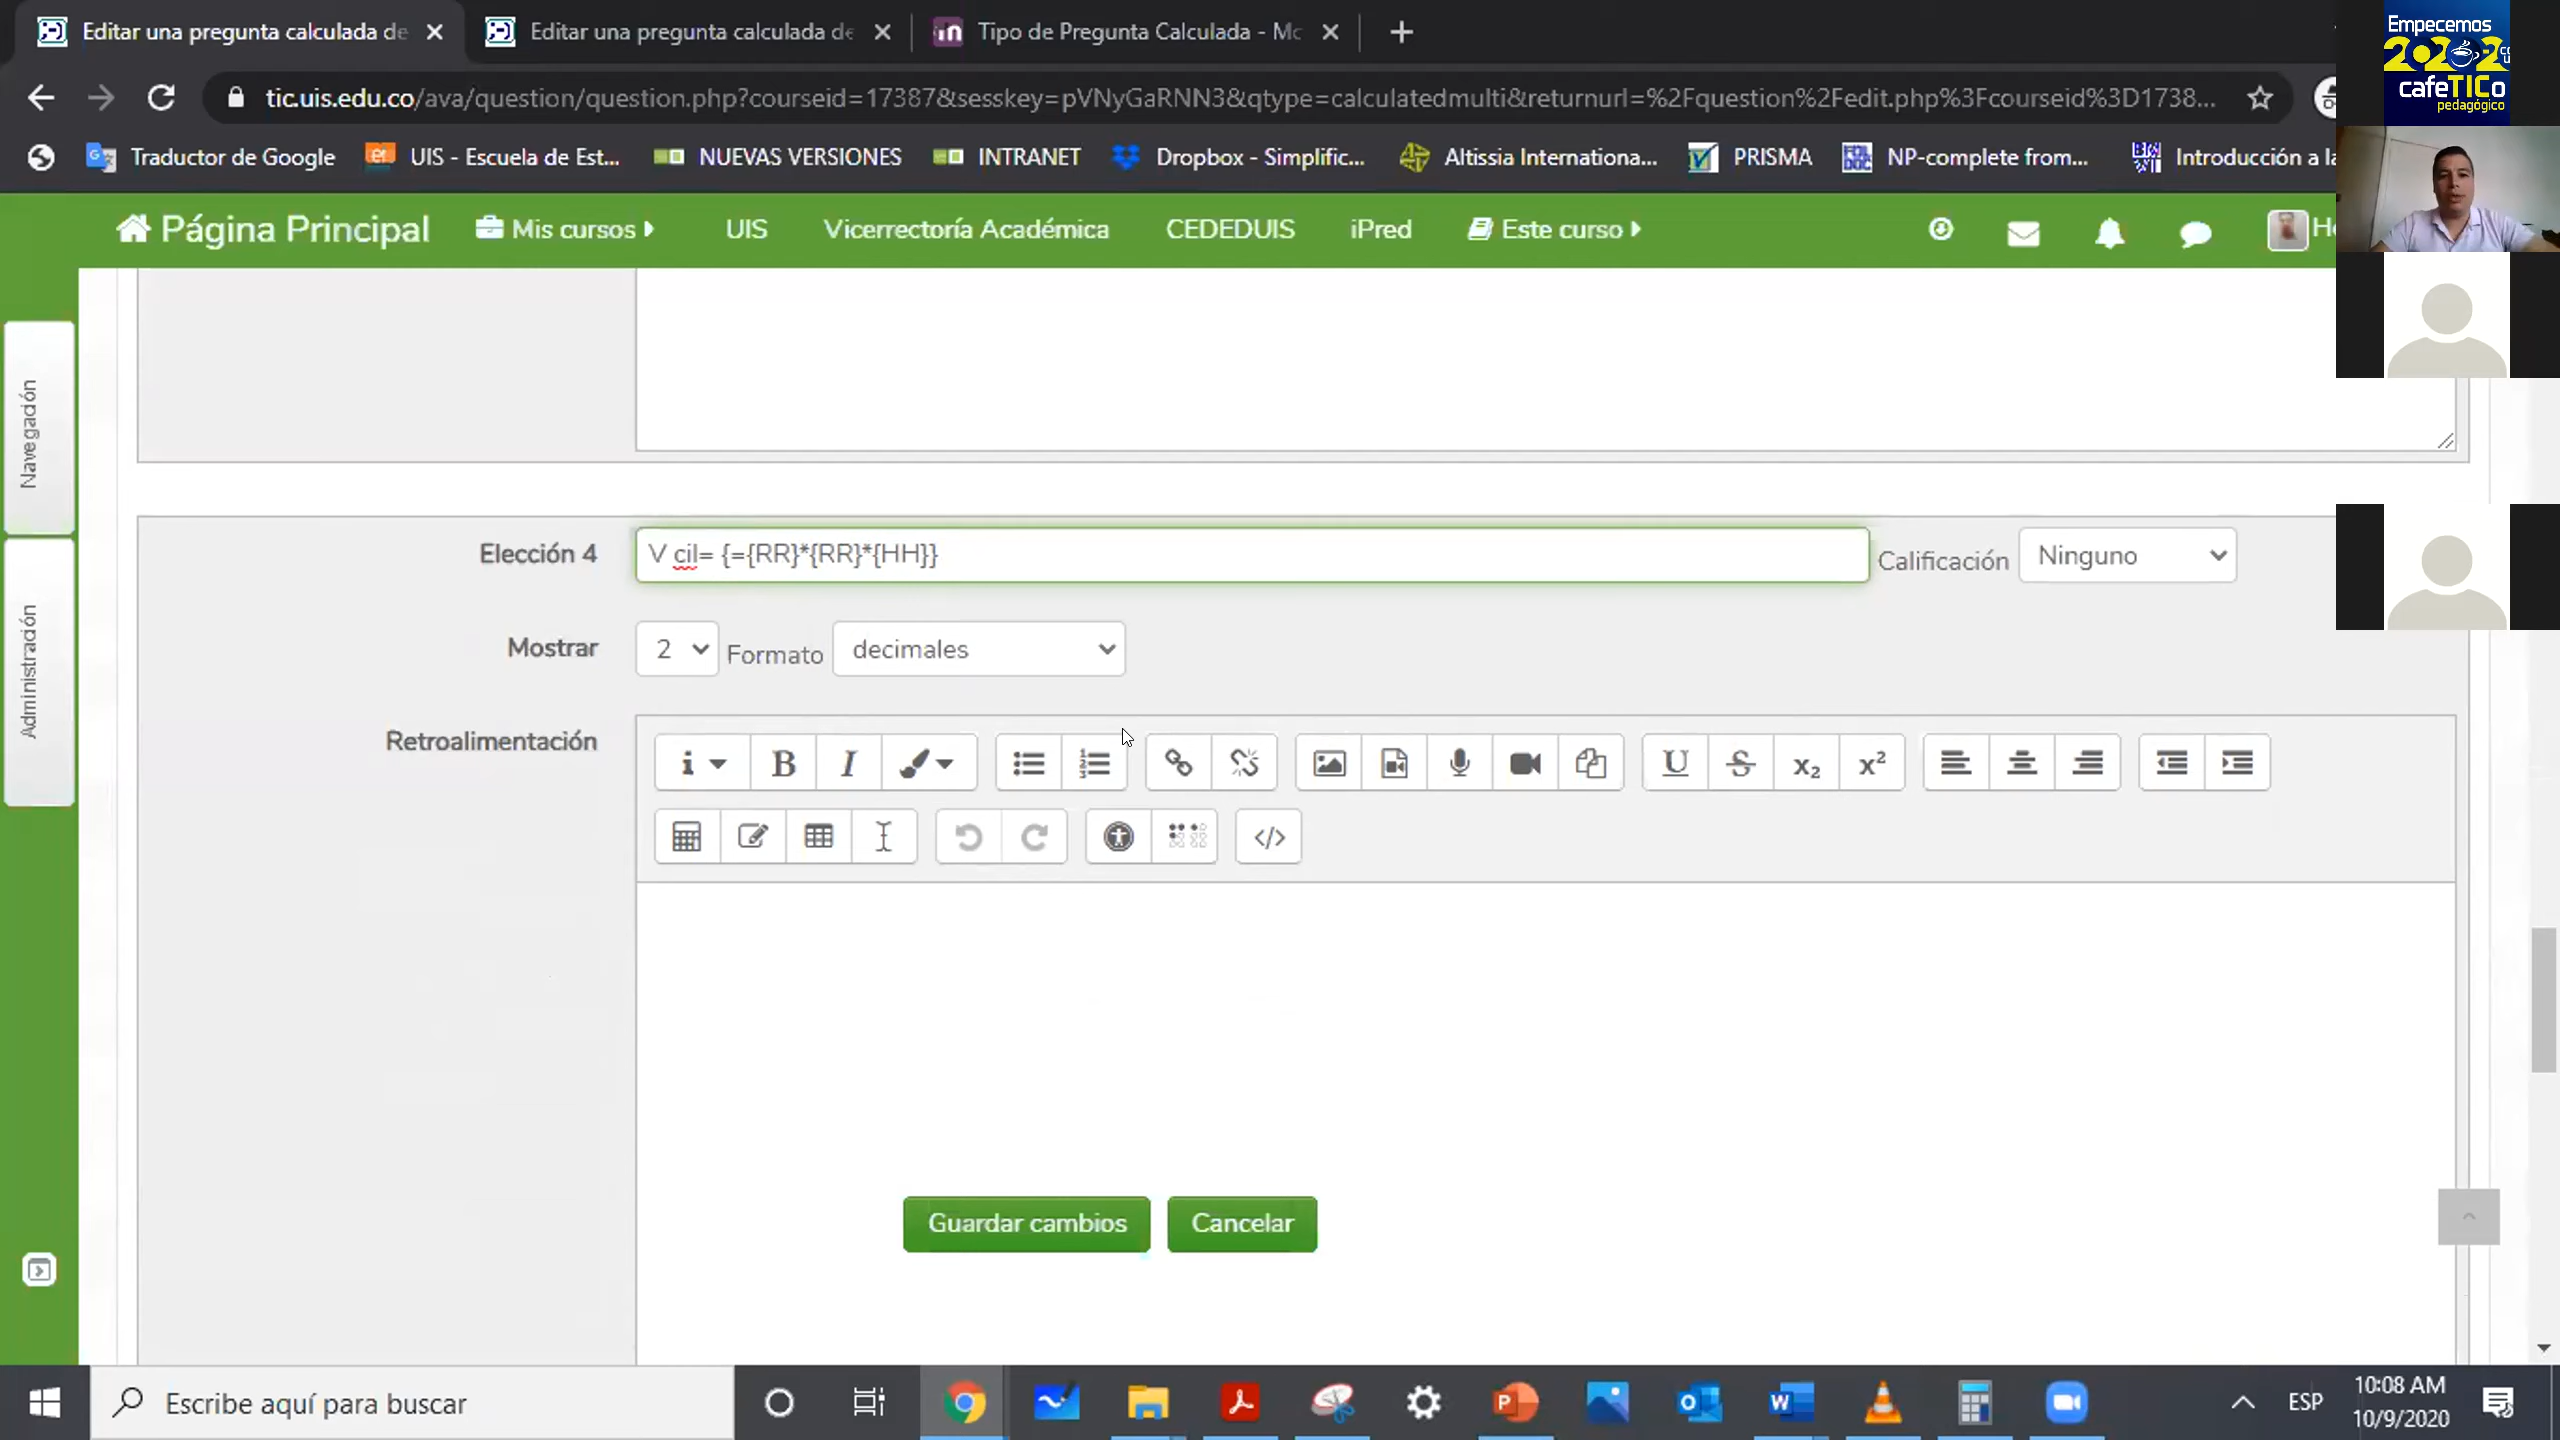 Editar una pregunta calculada de
Editar una pregunta calculada de
Tipo de Pregunta Calculada - Mo
tic.uis.edu.co/ava/question/question.php?courseid=17387&sesskey=pVNyGaRNN3&qtype=calculatedmulti&returnurl=%2Fquestion%2Fedit.php%3Fcourseid%3D1738...
Traductor de Google
UIS - Escuela de Est...
NUEVAS VERSIONES
INTRANET
Dropbox - Simplific...
Altissia Internationa...
PRISMA
NP-complete from...
Introducción a la
Empecemos
cafeTICo
pedagógico
Página Principal
Mis cursos
UIS
Vicerrectoría Académica
CEDEDUIS
iPred
Este curso
Navegación
Administración
Elección 4
V cil= {={RR}*{RR}*{HH}}
Calificación
Ninguno
Mostrar
2
Formato
decimales
Retroalimentación
Guardar cambios
Cancelar
Escribe aquí para buscar
ESP
10:08 AM
10/9/2020